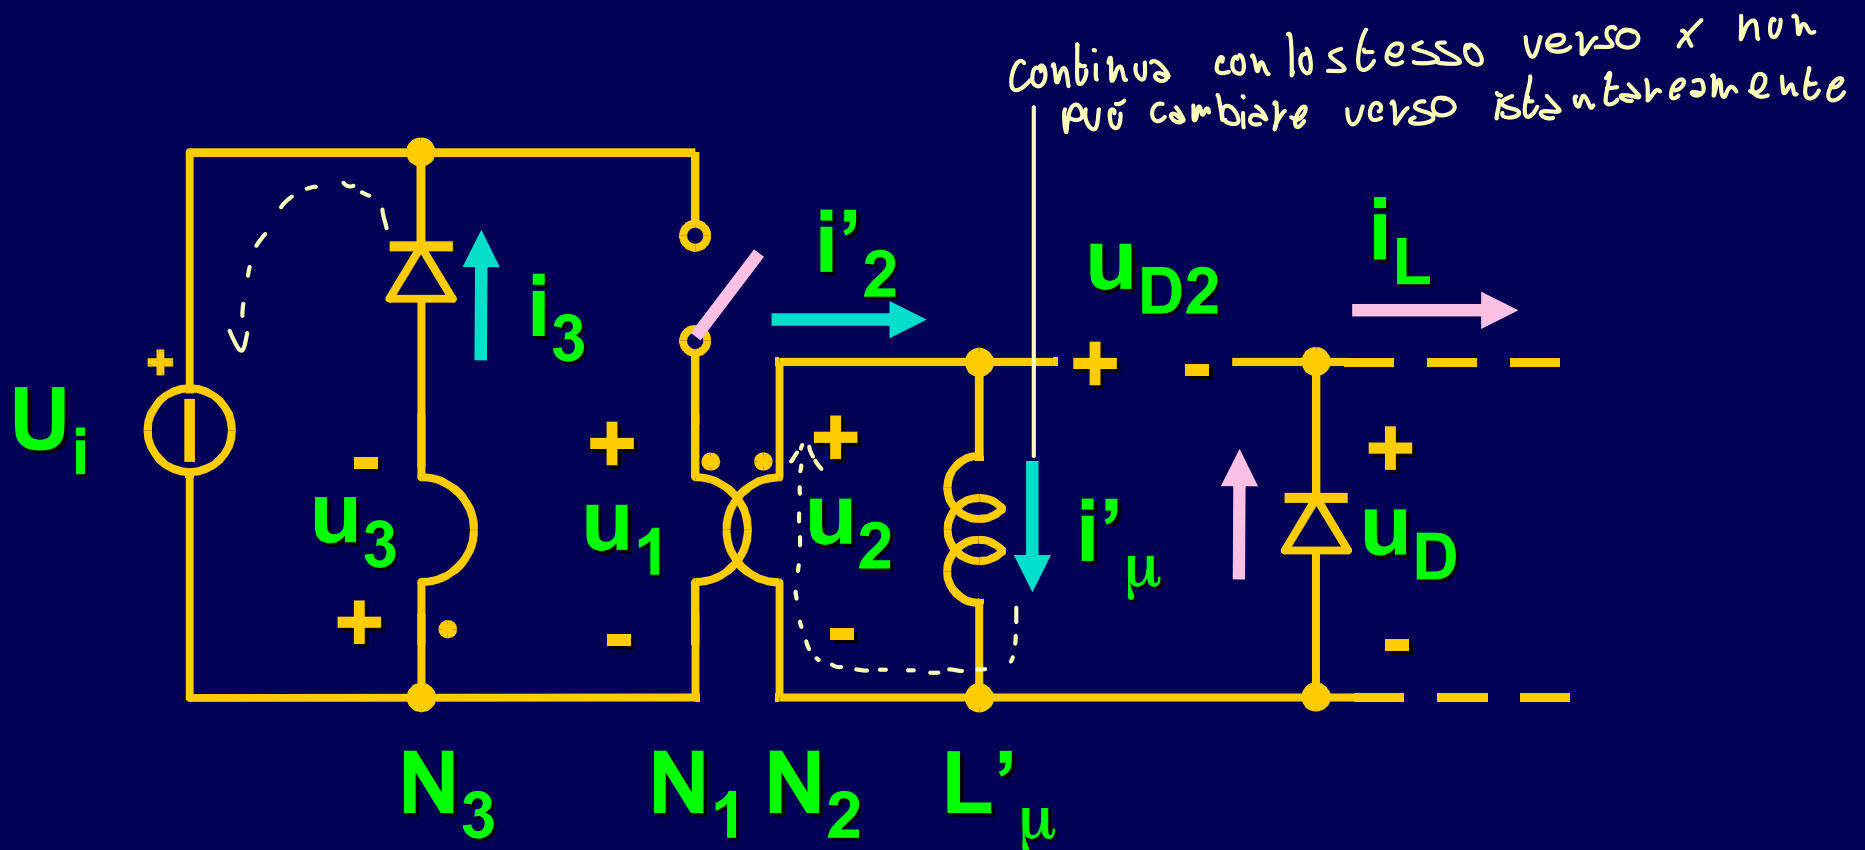 continua con lo stesso verso x non
può cambiare verso istantaneamente
i'2
iL
uD2
i3
+
+ -
Ui
- + + +
u3 u1 u2 i'μ uD
+ - - -
N3 N1 N2 L'μ